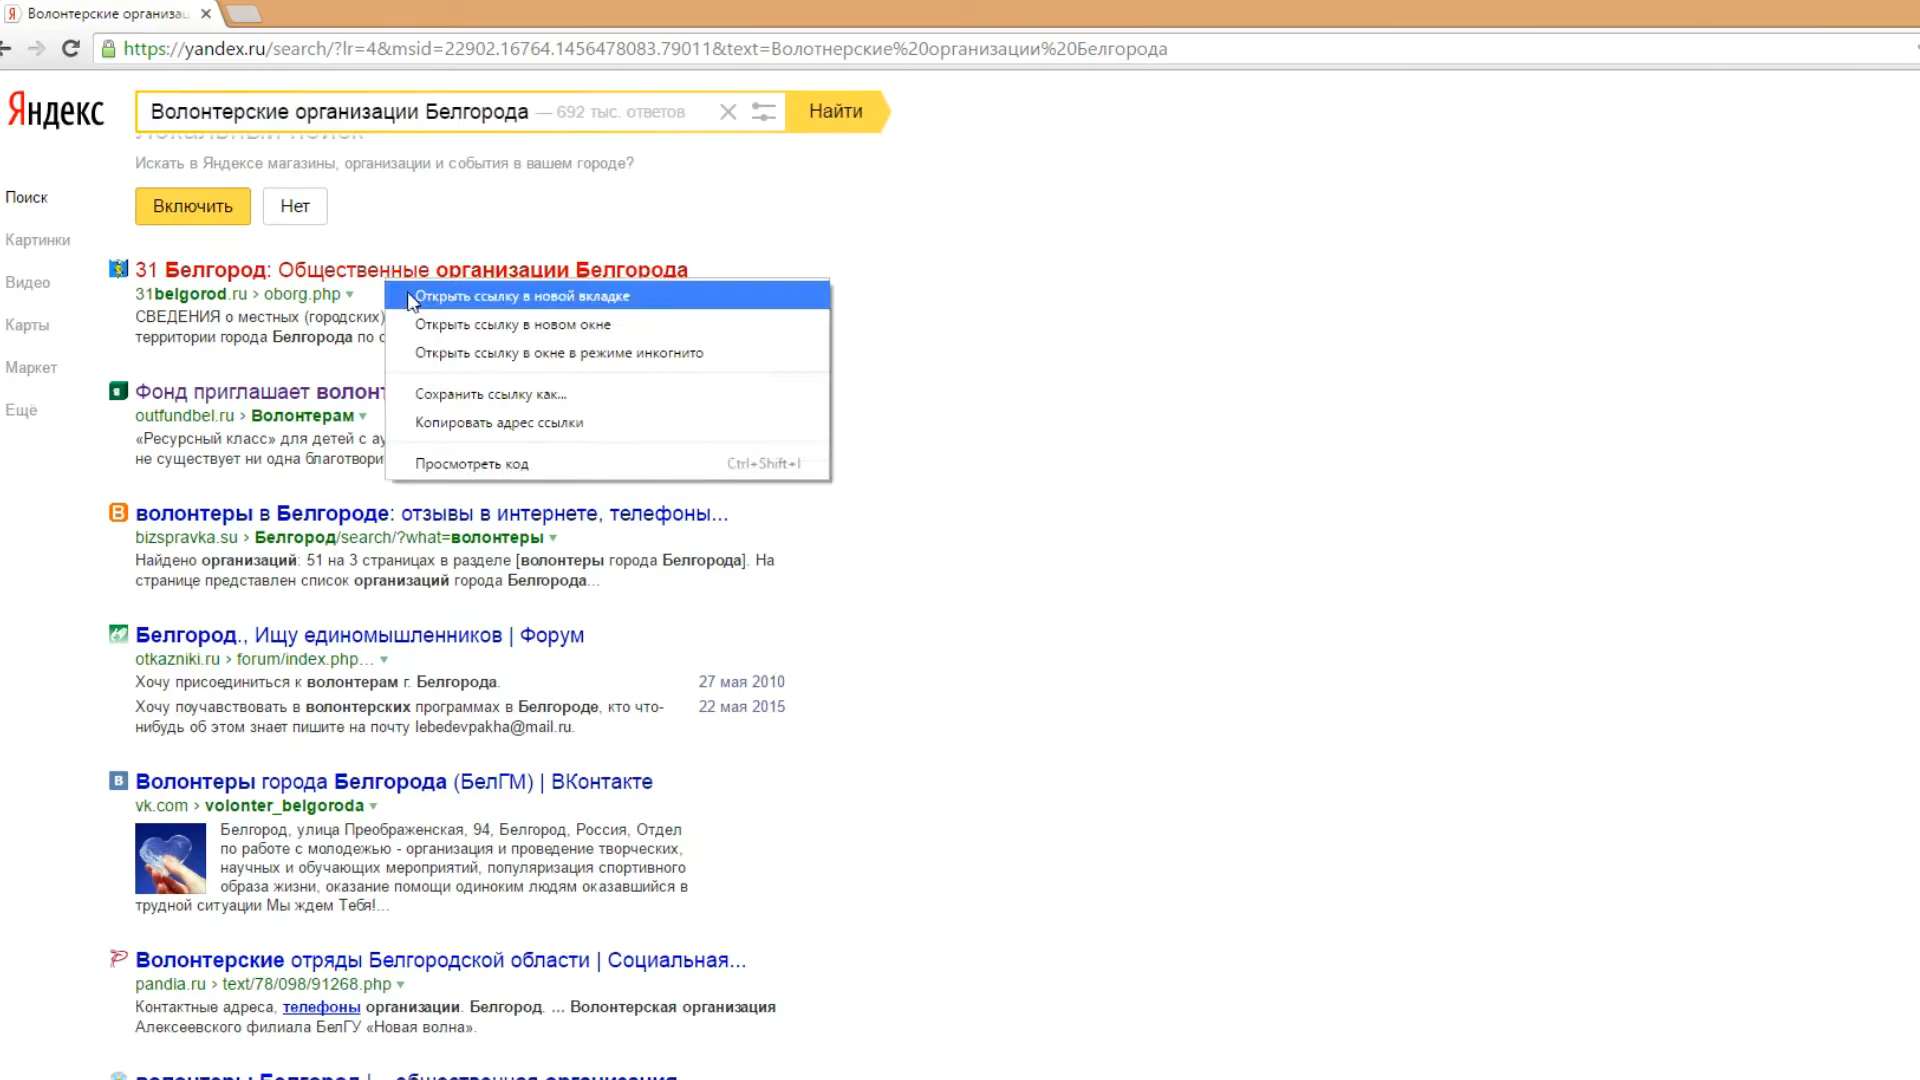 Волонтерские организац
https://yandex.ru/search/?lr=4&msid=22902.16764.1456478083.79011&text=Волотнерские%20организации%20Белгорода
Яндекс
Волонтерские организации Белгорода — 692 тыс. ответов
Найти
Локальный поиск
Искать в Яндексе магазины, организации и события в вашем городе?
Включить
Нет
Поиск
Картинки
Видео
Карты
Маркет
Ещё
31 Белгород: Общественные организации Белгорода
31belgorod.ru › oborg.php
СВЕДЕНИЯ о местных (городских)
территории города Белгорода по с
Открыть ссылку в новой вкладке
Открыть ссылку в новом окне
Открыть ссылку в окне в режиме инкогнито
Сохранить ссылку как...
Копировать адрес ссылки
Просмотреть код Ctrl+Shift+I
Фонд приглашает волонт
outfundbel.ru › Волонтерам
«Ресурсный класс» для детей с ау
не существует ни одна благотвори
волонтеры в Белгороде: отзывы в интернете, телефоны...
bizspravka.su › Белгород/search/?what=волонтеры
Найдено организаций: 51 на 3 страницах в разделе [волонтеры города Белгорода]. На
странице представлен список организаций города Белгорода...
Белгород., Ищу единомышленников | Форум
otkazniki.ru › forum/index.php...
Хочу присоединиться к волонтерам г. Белгорода. 27 мая 2010
Хочу поучавствовать в волонтерских программах в Белгороде, кто что- 22 мая 2015
нибудь об этом знает пишите на почту lebedevpakha@mail.ru.
Волонтеры города Белгорода (БелГМ) | ВКонтакте
vk.com › volonter_belgoroda
Белгород, улица Преображенская, 94, Белгород, Россия, Отдел
по работе с молодежью - организация и проведение творческих,
научных и обучающих мероприятий, популяризация спортивного
образа жизни, оказание помощи одиноким людям оказавшийся в
трудной ситуации Мы ждем Тебя!...
Волонтерские отряды Белгородской области | Социальная...
pandia.ru › text/78/098/91268.php
Контактные адреса, телефоны организации. Белгород. ... Волонтерская организация
Алексеевского филиала БелГУ «Новая волна».
волонтеры Белгород | ... общественная организация